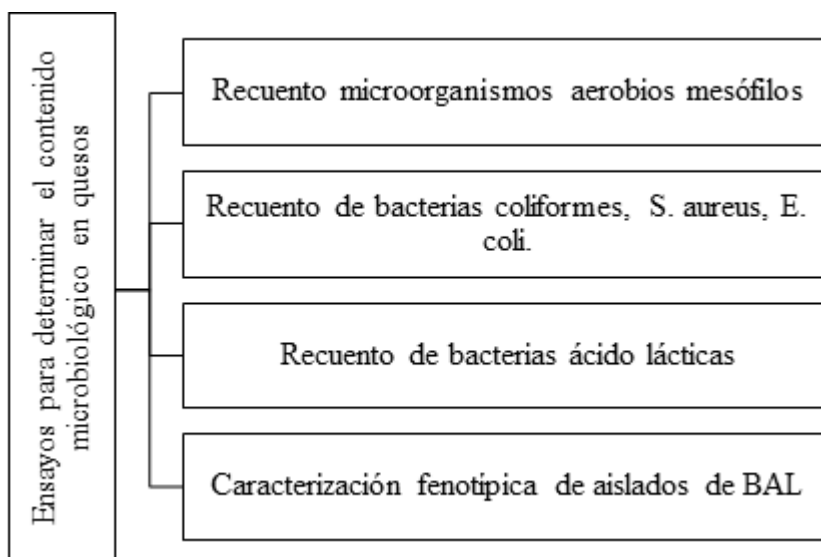 Ensayos para determinar el contenido
microbiológico en quesos
Recuento microorganismos aerobios mesófilos
Recuento de bacterias coliformes, S. aureus, E.
coli.
Recuento de bacterias ácido lácticas
Caracterización fenotípica de aislados de BAL